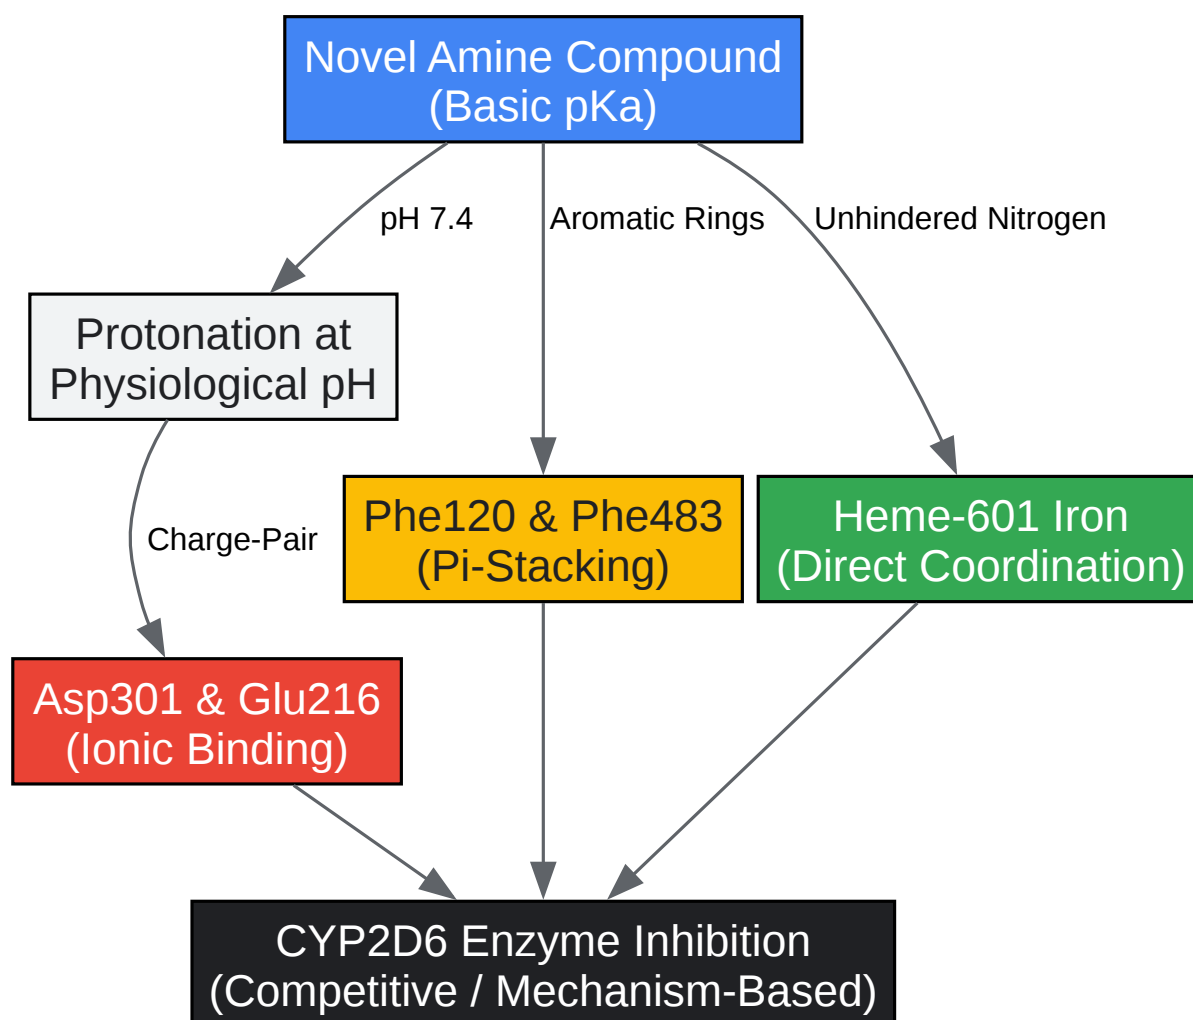 Novel Amine Compound
(Basic pKa)
pH 7.4
Aromatic Rings
Unhindered Nitrogen
Protonation at
Physiological pH
Phe120 & Phe483
(Pi-Stacking)
Heme-601 Iron
(Direct Coordination)
Charge-Pair
Asp301 & Glu216
(Ionic Binding)
CYP2D6 Enzyme Inhibition
(Competitive / Mechanism-Based)